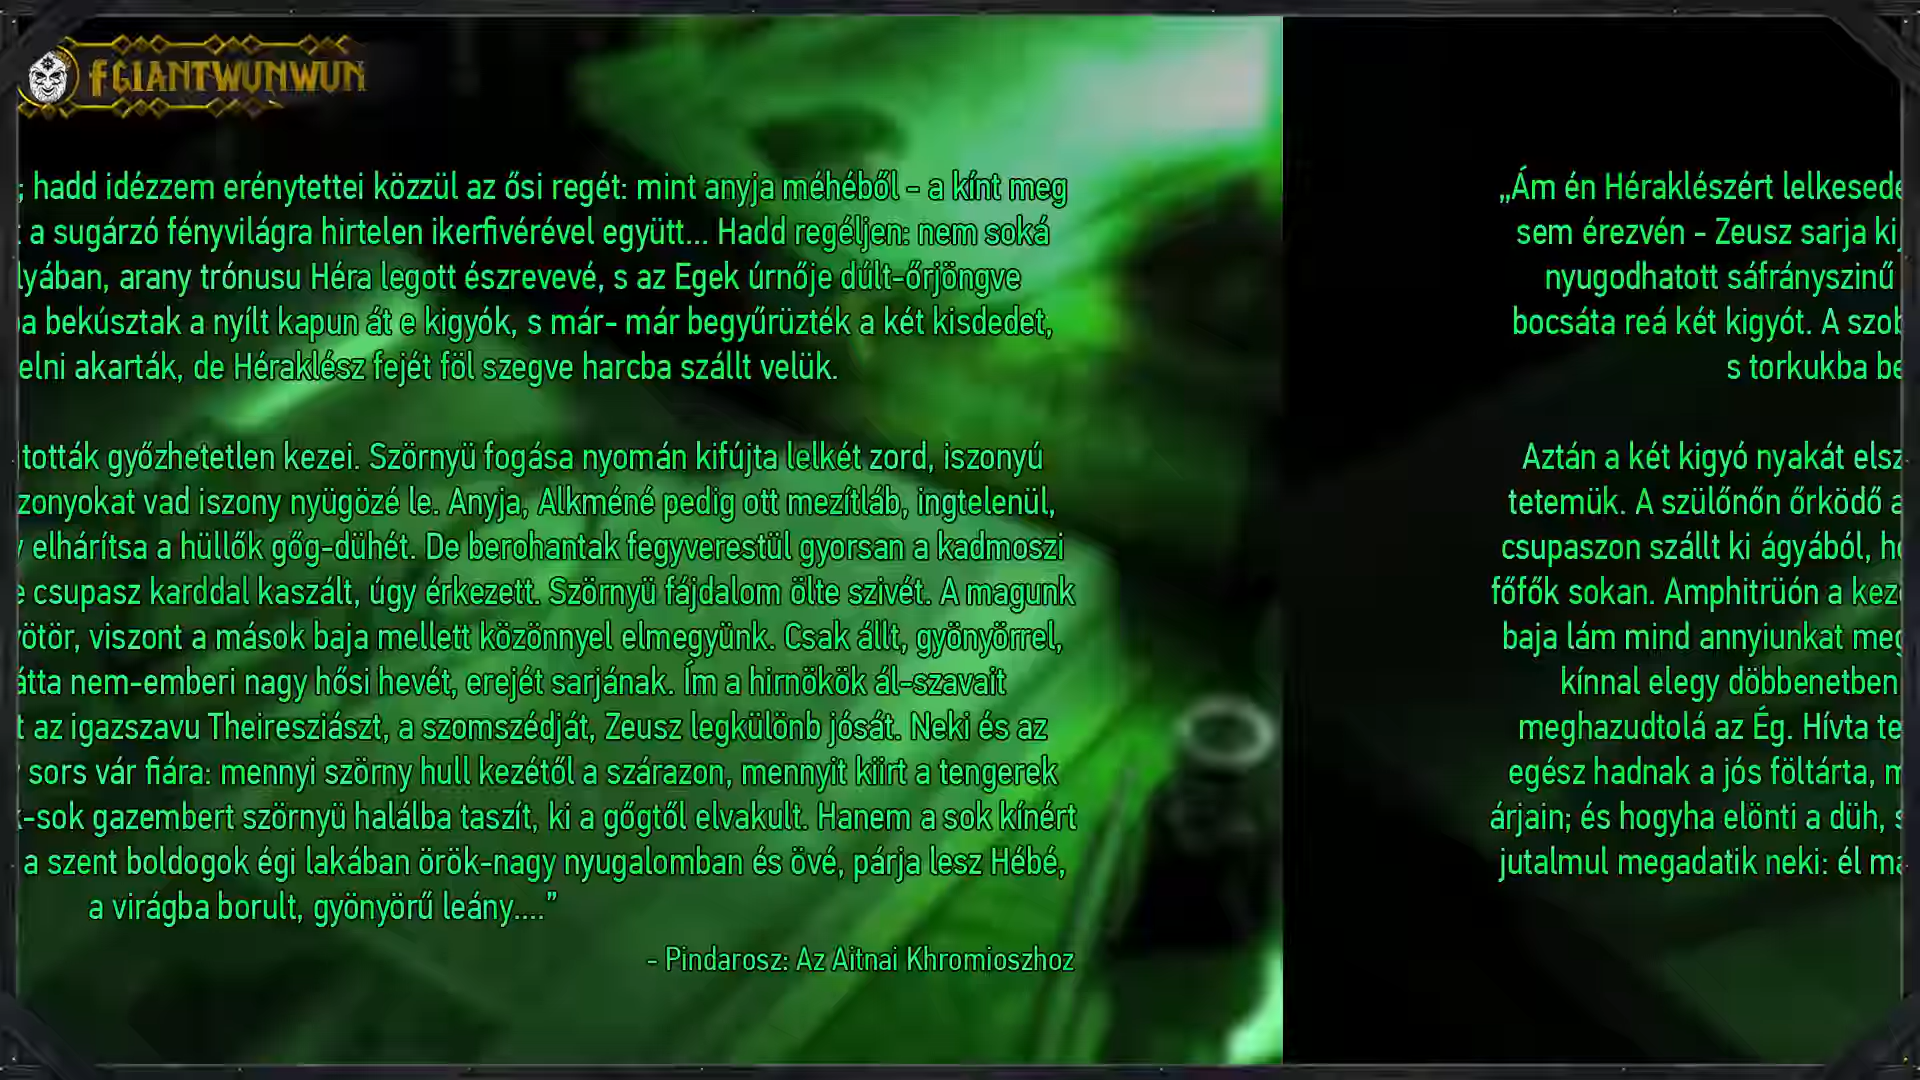 FGIANTWUNWUN
; hadd idézzem erénytettei közzül az ősi regét: mint anyja méhéből - a kínt meg
a sugárzó fényvilágra hirtelen ikerfivérével együtt... Hadd regéljen: nem soká
lyában, arany trónusu Héra legott észrevevé, s az Egek úrnője dúlt-őrjöngve
a bekúsztak a nyílt kapun át e kigyók, s már- már begyűrüzték a két kisdedet,
elni akarták, de Héraklész fejét föl szegve harcba szállt velük.
tották győzhetetlen kezei. Szörnyü fogása nyomán kifújta lelkét zord, iszonyú
zonyokat vad iszony nyügözé le. Anyja, Alkméné pedig ott mezítláb, ingtelenül,
elhárítsa a hüllők gőg-dühét. De berohantak fegyverestül gyorsan a kadmoszi
csupasz karddal kaszált, úgy érkezett. Szörnyü fájdalom ölte szivét. A magunk
ötör, viszont a mások baja mellett közönnyel elmegyünk. Csak állt, gyönyörrel,
átta nem-emberi nagy hősi hevét, erejét sarjának. Ím a hirnökök ál-szavait
t az igazszavu Theiresziászt, a szomszédját, Zeusz legkülönb jósát. Neki és az
sors vár fiára: mennyi szörny hull kezétől a szárazon, mennyit kiirt a tengerek
-sok gazembert szörnyü halálba taszít, ki a gőgtől elvakult. Hanem a sok kínért
a szent boldogok égi lakában örök-nagy nyugalomban és övé, párja lesz Hébé,
a virágba borult, gyönyörű leány...."
- Pindarosz: Az Aitnai Khromioszhoz
„Ám én Héraklészért lelkesede
sem érezvén - Zeusz sarja ki
nyugodhatott sáfrányszinű
bocsáta reá két kigyót. A szob
s torkukba be
Aztán a két kigyó nyakát elsz
tetemük. A szülőnőn őrködő a
csupaszon szállt ki ágyából, ho
főfők sokan. Amphitrüón a kez
baja lám mind annyiunkat meg
kínnal elegy döbbenetben
meghazudtolá az Ég. Hívta te
egész hadnak a jós föltárta, m
árjain; és hogyha elönti a düh, s
jutalmul megadatik neki: él ma